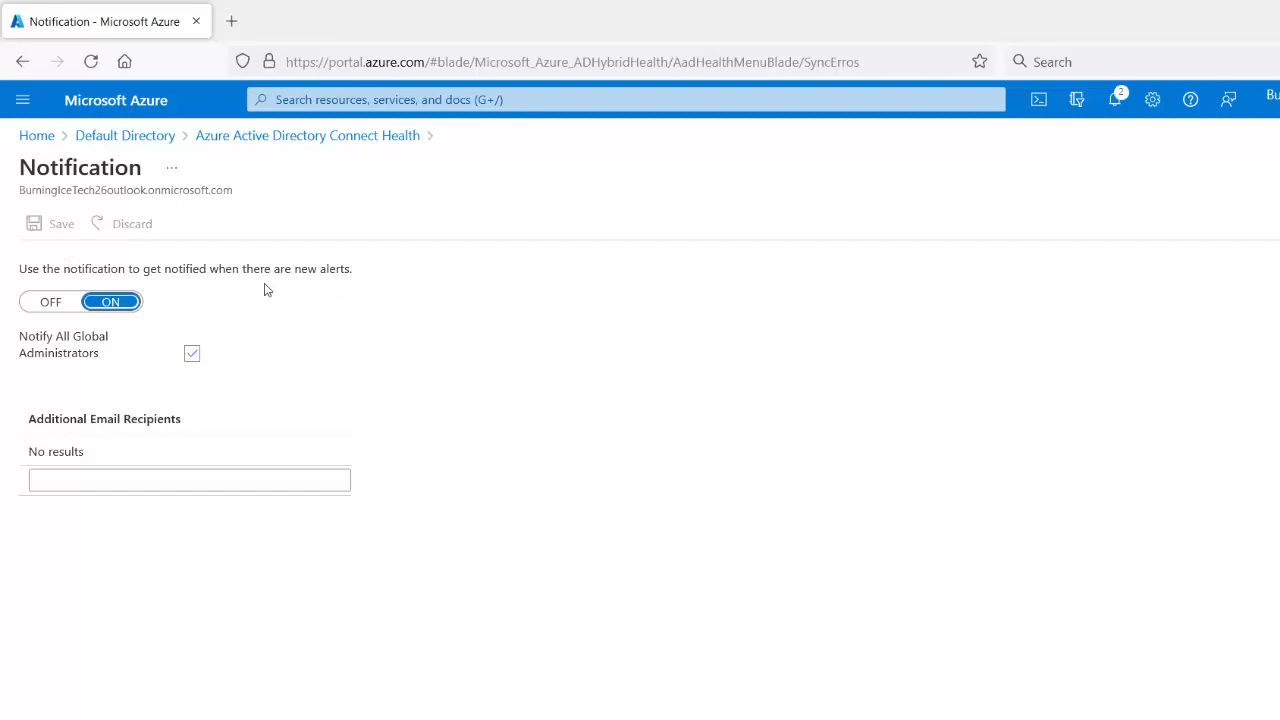 Notification - Microsoft Azure
https://portal.azure.com/#blade/Microsoft_Azure_ADHybridHealth/AadHealthMenuBlade/SyncErros
Search
Microsoft Azure
Search resources, services, and docs (G+/)
2
Bu
Home > Default Directory > Azure Active Directory Connect Health >
Notification ...
BurningIceTech26outlook.onmicrosoft.com
Save Discard
Use the notification to get notified when there are new alerts.
OFF ON
Notify All Global
Administrators
Additional Email Recipients
No results